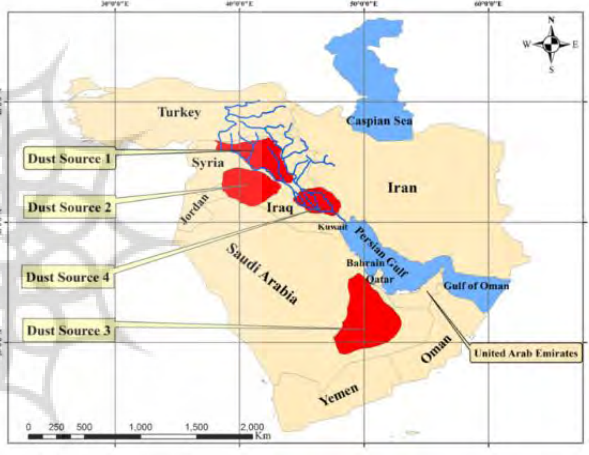 20°0'0"E
40°0'0"E
50°0'0"E
60°0'0"E
N
W
E
S
Caspian Sea
Turkey
Dust Source 1
Syria
Iran
Dust Source 2
Jordan
Iraq
Kuwait
Persian Gulf
Bahrain
Qatar
Dust Source 4
Saudi Arabia
Gulf of Oman
Dust Source 3
Oman
United Arab Emirates
Yemen
0 250 500 1,000 1,500 2,000
Km